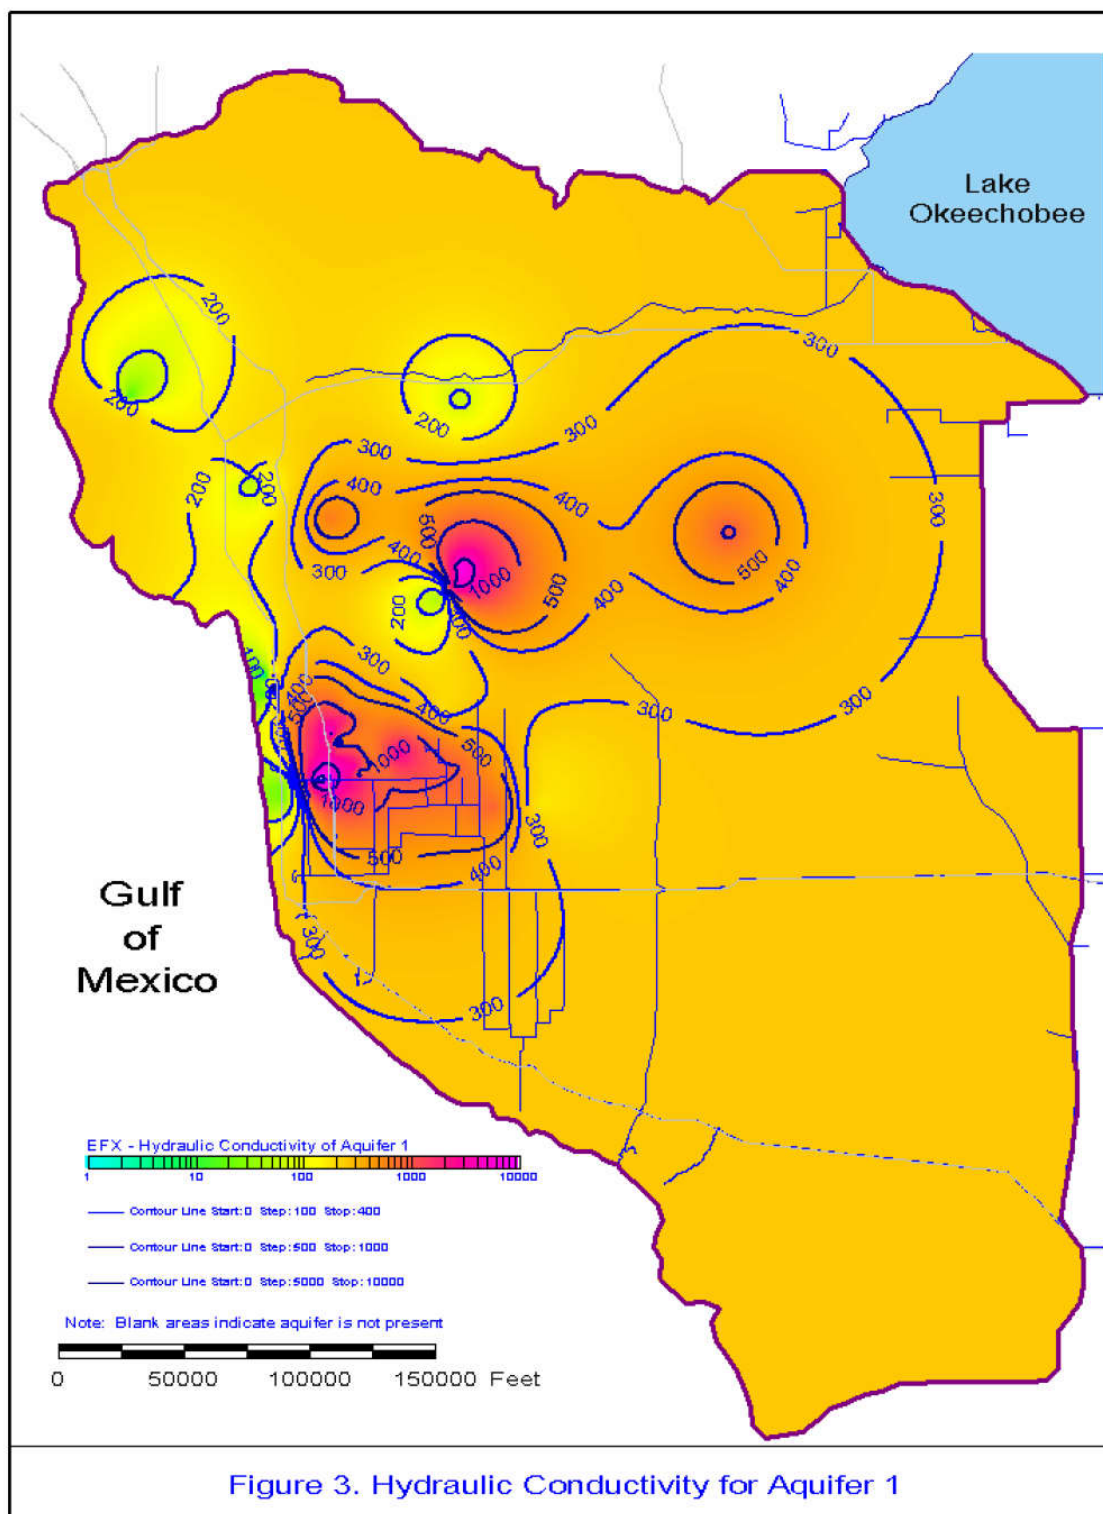 Lake
Okeechobee
200
200
300
200
300
300
400
400
200
200
500
300
400
1000
500
500
400
400
300
200
300
100
300
400
400
500
300
300
500
1000
1000
300
500
400
300
300
Gulf
of
Mexico
EFX - Hydraulic Conductivity of Aquifer 1
1 10 100 1000 10000
Contour Line Start:0 Step:100 Stop:400
Contour Line Start:0 Step:500 Stop:1000
Contour Line Start:0 Step:5000 Stop:10000
Note: Blank areas indicate aquifer is not present
0 50000 100000 150000 Feet
Figure 3. Hydraulic Conductivity for Aquifer 1